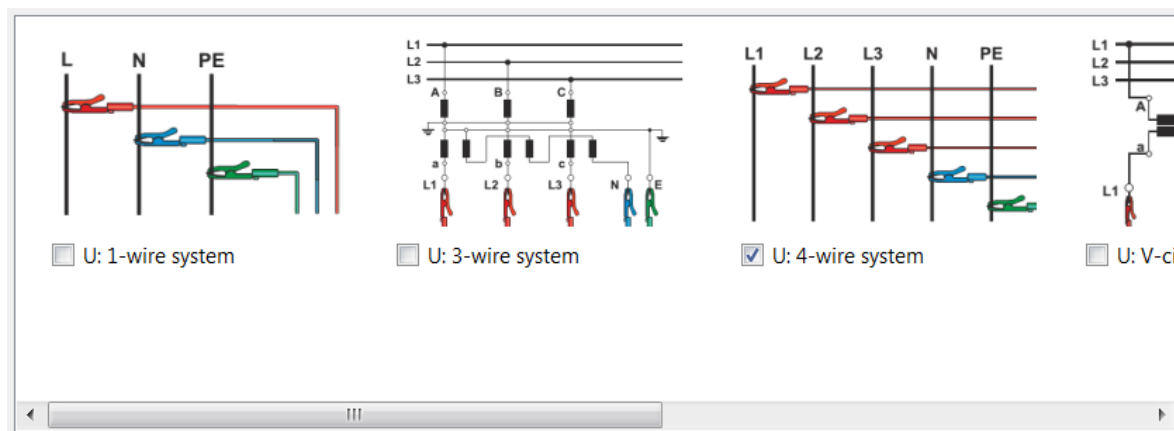 L N PE
U: 1-wire system
L1
L2
L3
A B C
a b c
L1 L2 L3 N E
U: 3-wire system
L1 L2 L3 N PE
U: 4-wire system
L1
L2
L3
A
a
L1
U: V-ci